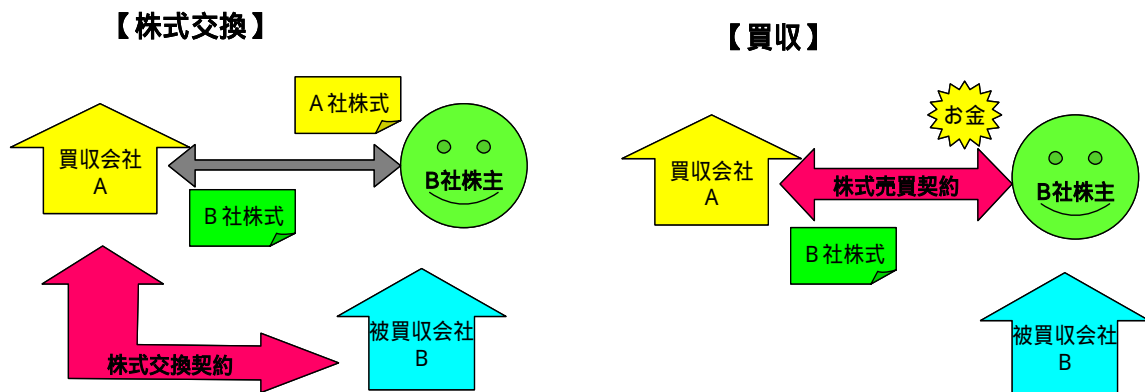 【株式交換】
A社株式
買収会社
A
B社株主
B社株式
被買収会社
B
株式交換契約
【買収】
お金
買収会社
A
株式売買契約
B社株主
B社株式
被買収会社
B